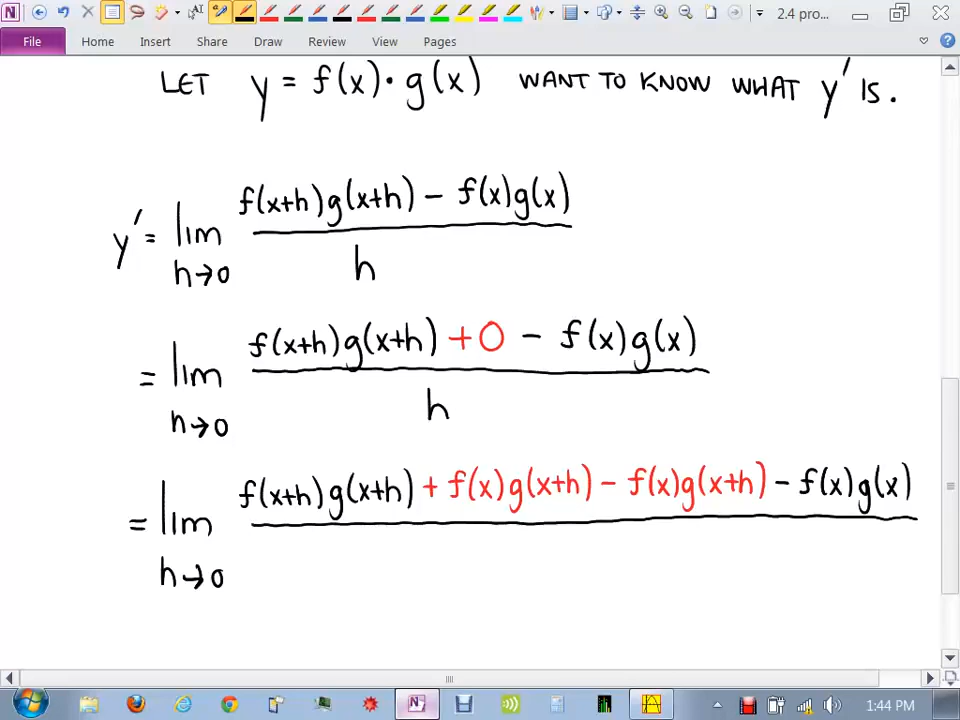 2.4 pro...
File Home Insert Share Draw Review View Pages
LET y = f(x)·g(x) WANT TO KNOW WHAT y' IS.
f(x+h)g(x+h) − f(x)g(x)
y' = lim
h→0 h
f(x+h)g(x+h) +0 − f(x)g(x)
= lim
h→0 h
f(x+h)g(x+h) + f(x)g(x+h) − f(x)g(x+h) − f(x)g(x)
= lim
h→0
1:44 PM